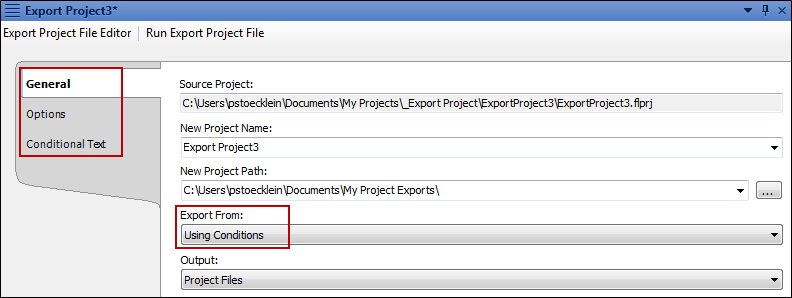 Export Project3*
Export Project File Editor | Run Export Project File
General
Options
Conditional Text
Source Project:
C:\Users\pstoecklein\Documents\My Projects\_Export Project\ExportProject3\ExportProject3.flprj
New Project Name:
Export Project3
New Project Path:
C:\Users\pstoecklein\Documents\My Project Exports\
...
Export From:
Using Conditions
Output:
Project Files